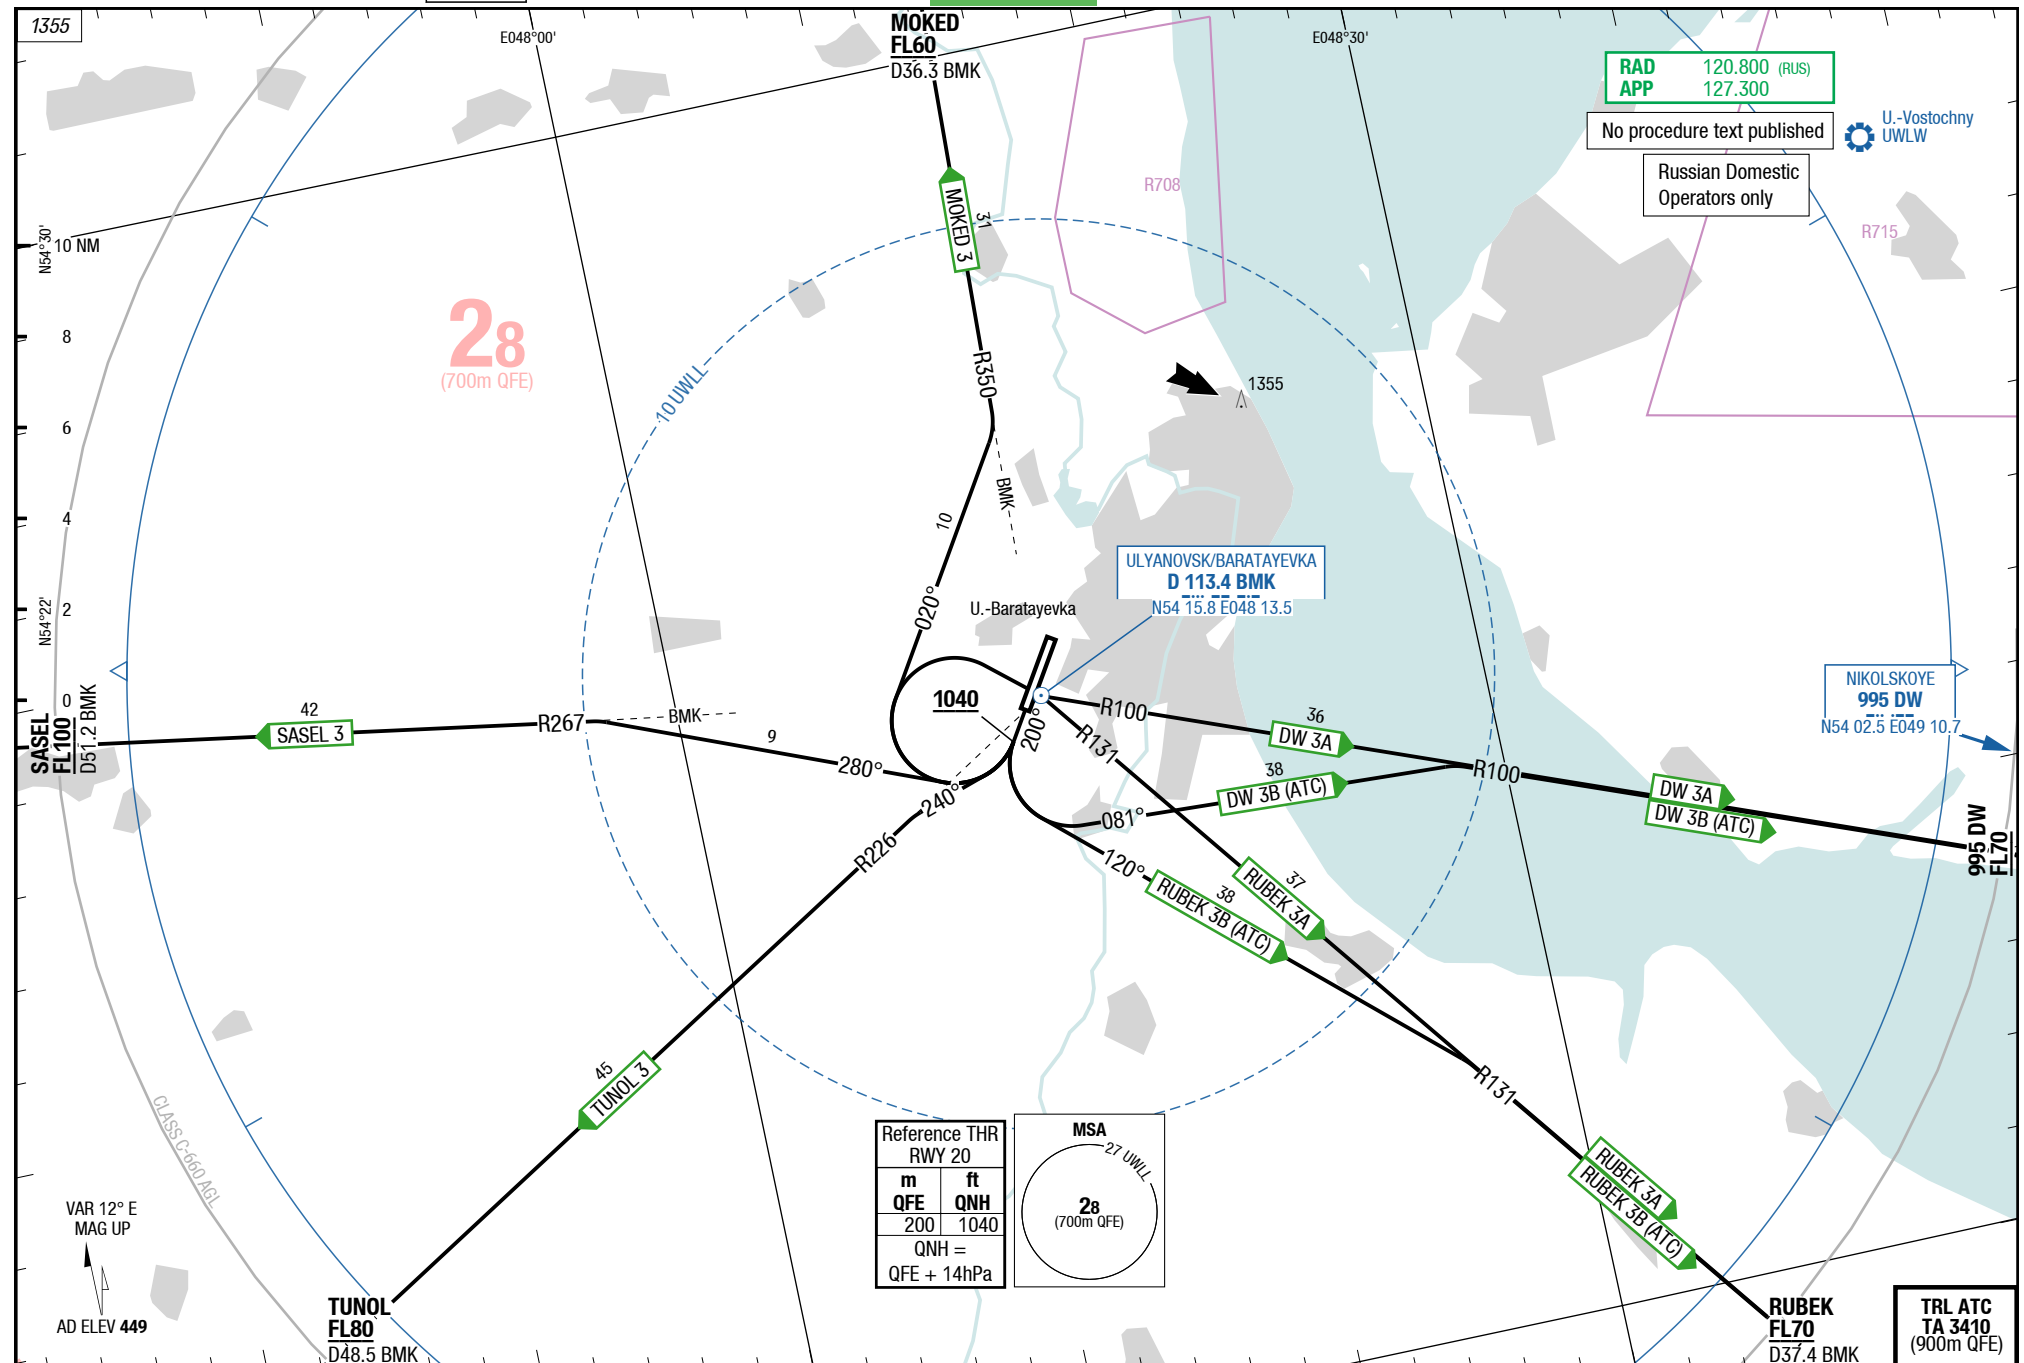 1355
E048°00'
MOKED
FL60
D36.3 BMK
E048°30'
RAD 120.800 (RUS)
APP 127.300
No procedure text published
U.-Vostochny
UWLW
Russian Domestic
Operators only
R708
R715
N54°30'
10 NM
8
6
4
2
0
N54°22'
28
(700m QFE)
10 UWLL
MOKED 3
31
R350
BMK
10
020°
1355
ULYANOVSK/BARATAYEVKA
D 113.4 BMK
N54 15.8 E048 13.5
U.-Baratayevka
1040
200°
NIKOLSKOYE
995 DW
N54 02.5 E049 10.7
SASEL
FL100
D51.2 BMK
42
SASEL 3
R267
BMK
9
280°
240°
R226
R100
36
DW 3A
R131
38
DW 3B (ATC)
081°
R100
DW 3A
DW 3B (ATC)
995 DW
FL70
120°
38
RUBEK 3B (ATC)
37
RUBEK 3A
R131
RUBEK 3A
RUBEK 3B (ATC)
45
TUNOL 3
CLASS C-660 AGL
VAR 12° E
MAG UP
AD ELEV 449
TUNOL
FL80
D48.5 BMK
Reference THR
RWY 20
m ft
QFE QNH
200 1040
QNH =
QFE + 14hPa
MSA
27 UWLL
28
(700m QFE)
RUBEK
FL70
D37.4 BMK
TRL ATC
TA 3410
(900m QFE)